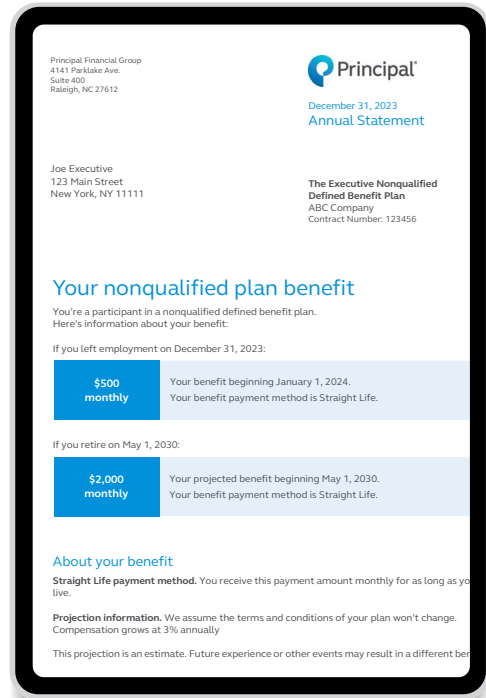 Principal Financial Group
4141 Parklake Ave.
Suite 400
Raleigh, NC 27612
Principal®
December 31, 2023
Annual Statement
Joe Executive
123 Main Street
New York, NY 11111
The Executive Nonqualified
Defined Benefit Plan
ABC Company
Contract Number: 123456
Your nonqualified plan benefit
You're a participant in a nonqualified defined benefit plan.
Here's information about your benefit:
If you left employment on December 31, 2023:
$500
monthly
Your benefit beginning January 1, 2024.
Your benefit payment method is Straight Life.
If you retire on May 1, 2030:
$2,000
monthly
Your projected benefit beginning May 1, 2030.
Your benefit payment method is Straight Life.
About your benefit
Straight Life payment method. You receive this payment amount monthly for as long as yo
live.
Projection information. We assume the terms and conditions of your plan won't change.
Compensation grows at 3% annually
This projection is an estimate. Future experience or other events may result in a different ben